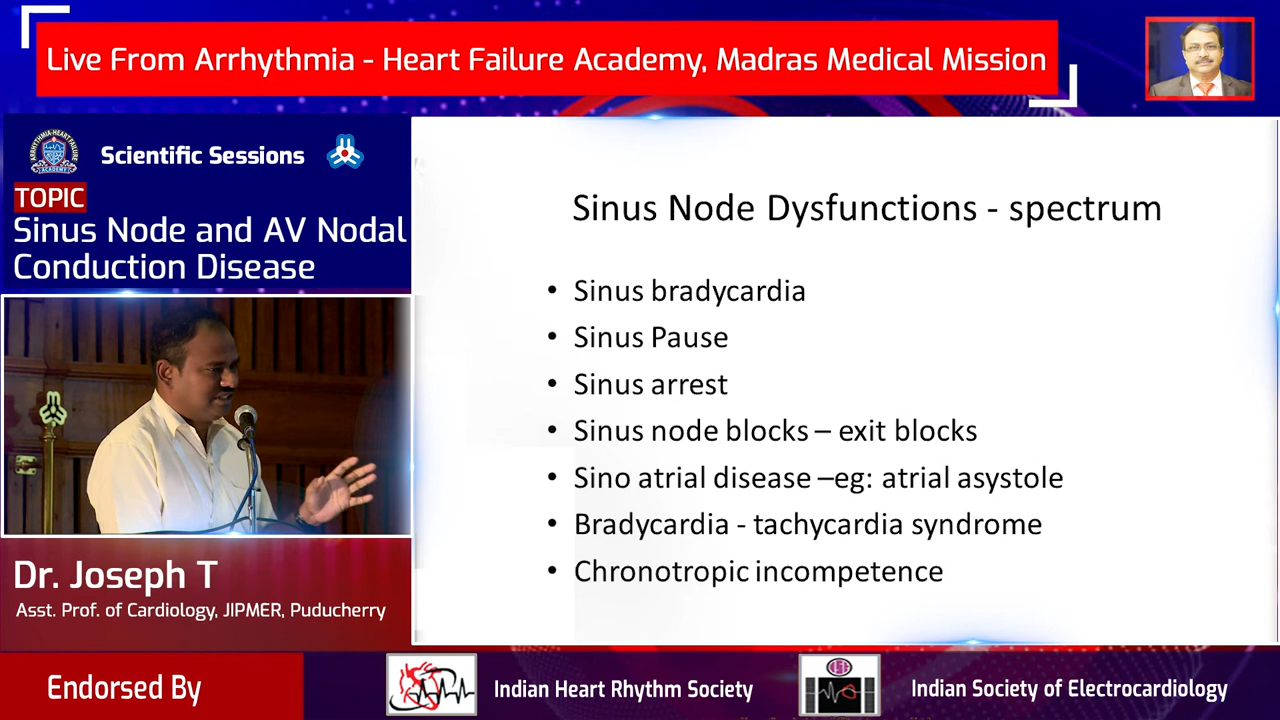 Live From Arrhythmia - Heart Failure Academy, Madras Medical Mission
Scientific Sessions
TOPIC
Sinus Node and AV Nodal
Conduction Disease
Dr. Joseph T
Asst. Prof. of Cardiology, JIPMER, Puducherry
Sinus Node Dysfunctions - spectrum
• Sinus bradycardia
• Sinus Pause
• Sinus arrest
• Sinus node blocks – exit blocks
• Sino atrial disease –eg: atrial asystole
• Bradycardia - tachycardia syndrome
• Chronotropic incompetence
Endorsed By
Indian Heart Rhythm Society
Indian Society of Electrocardiology